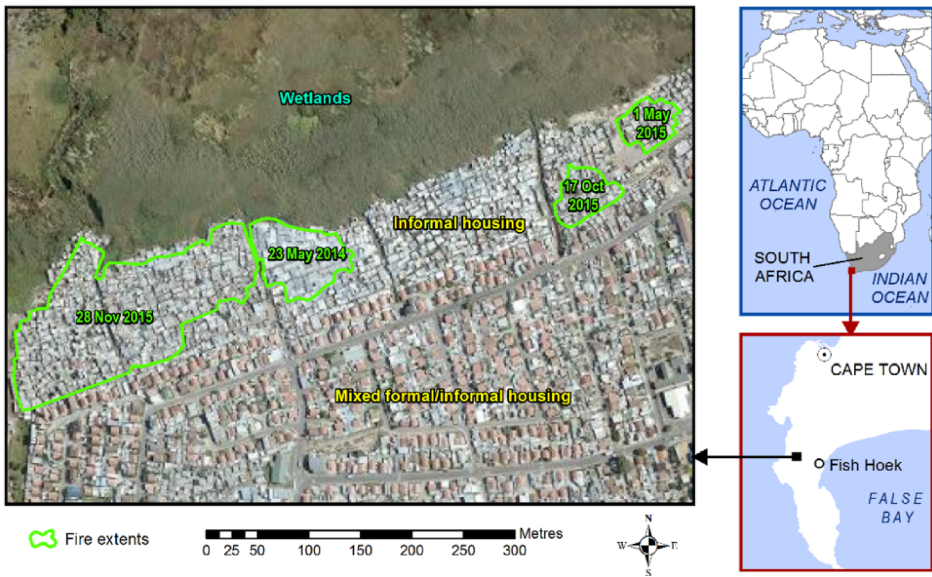 Wetlands
1 May
2015
17 Oct
2015
Informal housing
23 May 2014
28 Nov 2015
Mixed formal/informal housing
Fire extents
0 25 50 100 150 200 250 300
Metres
N
W E
S
ATLANTIC
OCEAN
SOUTH
AFRICA
INDIAN
OCEAN
CAPE TOWN
Fish Hoek
FALSE
BAY